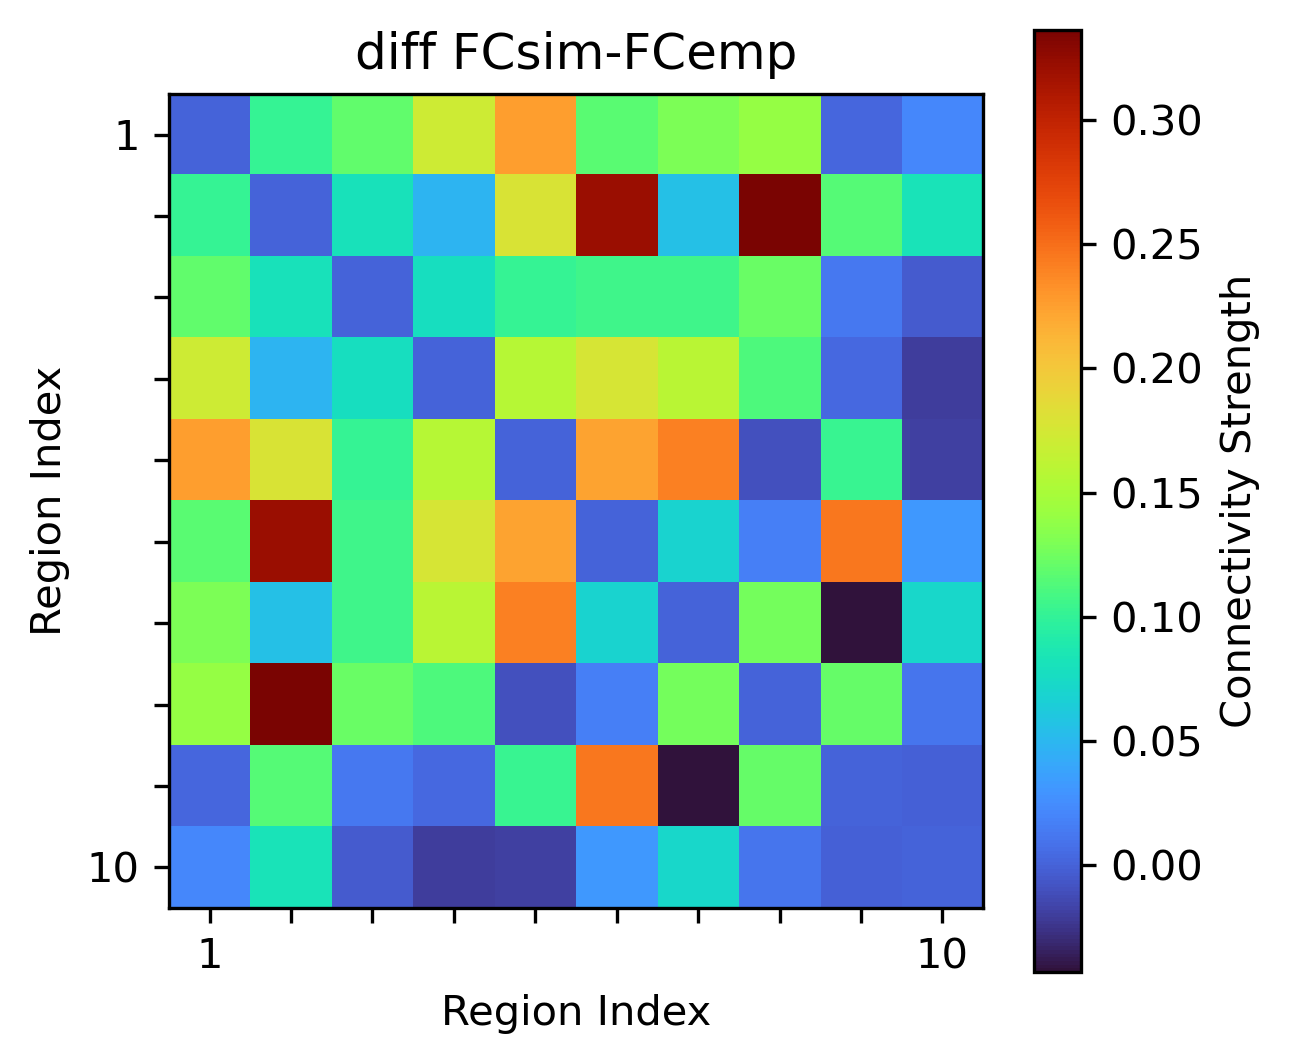 diff FCsim-FCemp
1
10
Region Index
1
10
Region Index
0.30
0.25
0.20
0.15
0.10
0.05
0.00
Connectivity Strength